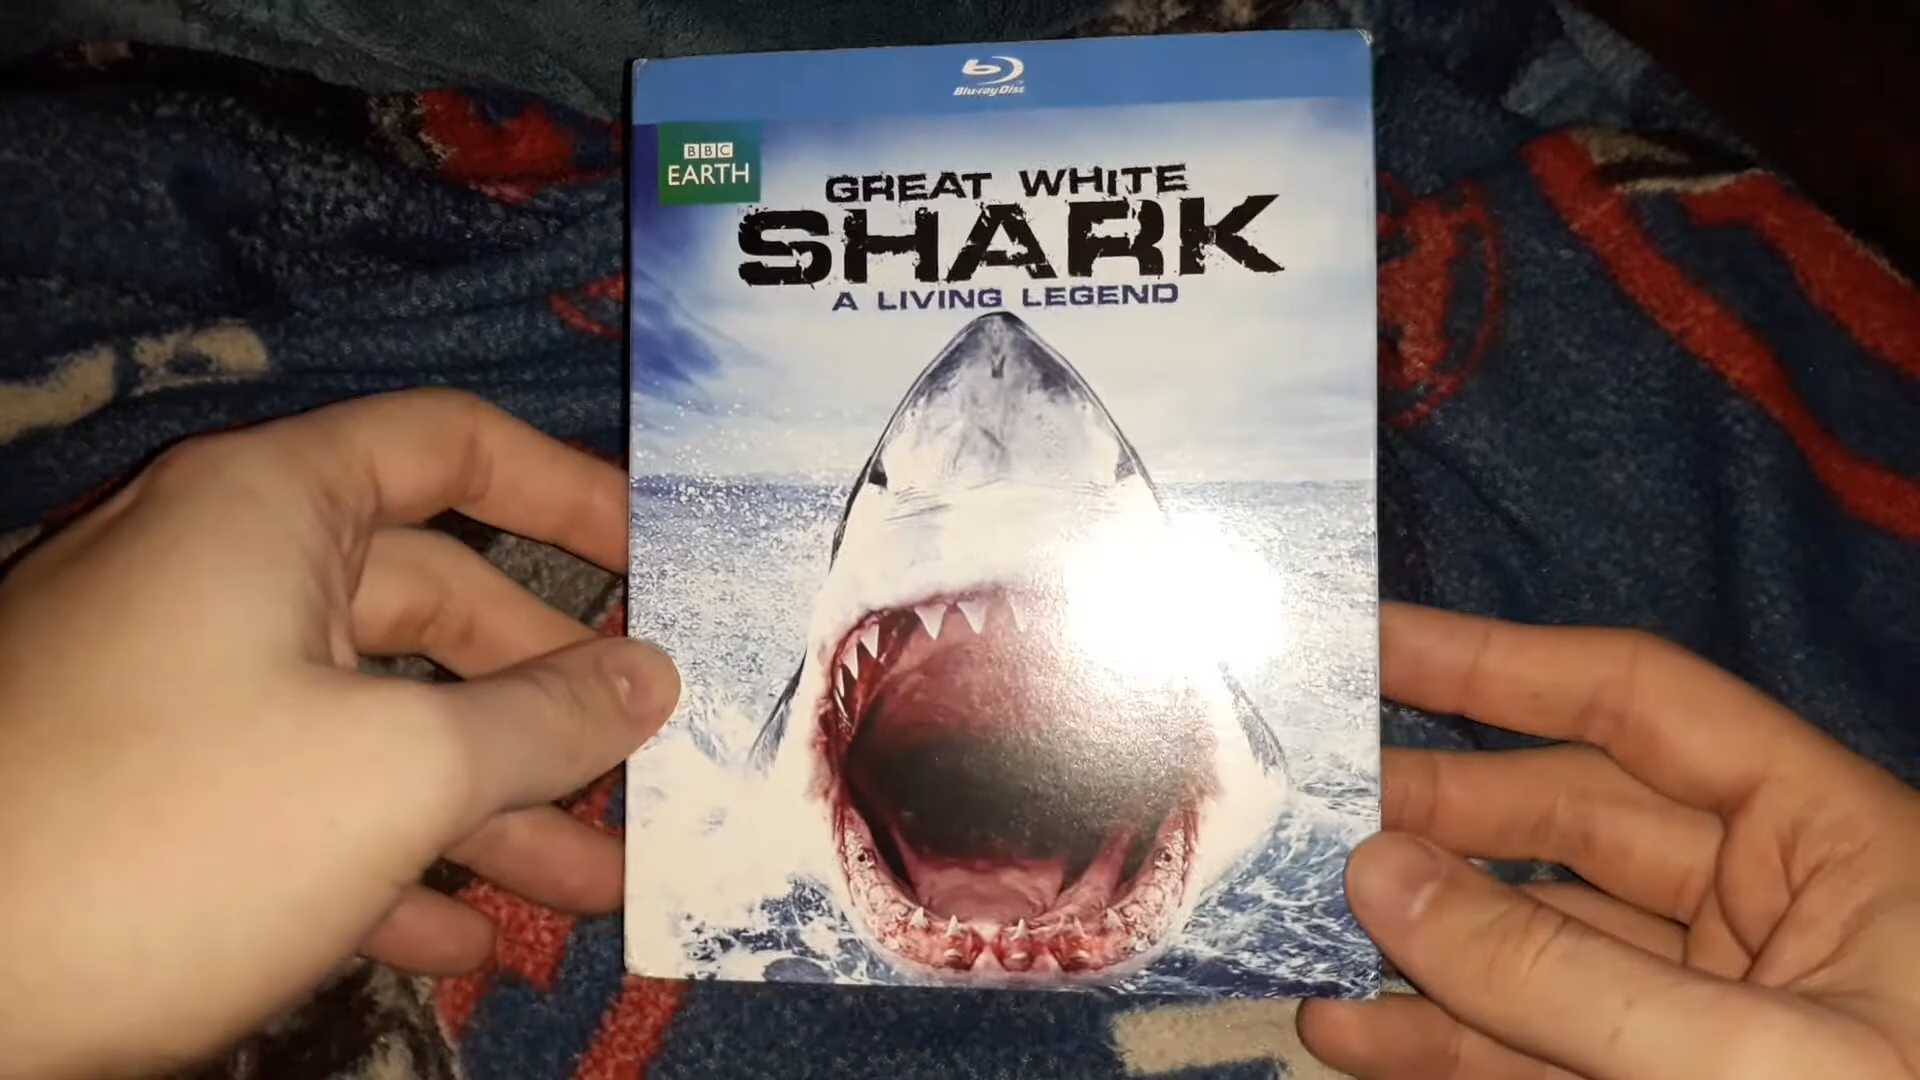 Blu-ray Disc
BBC
EARTH
GREAT WHITE
SHARK
A LIVING LEGEND